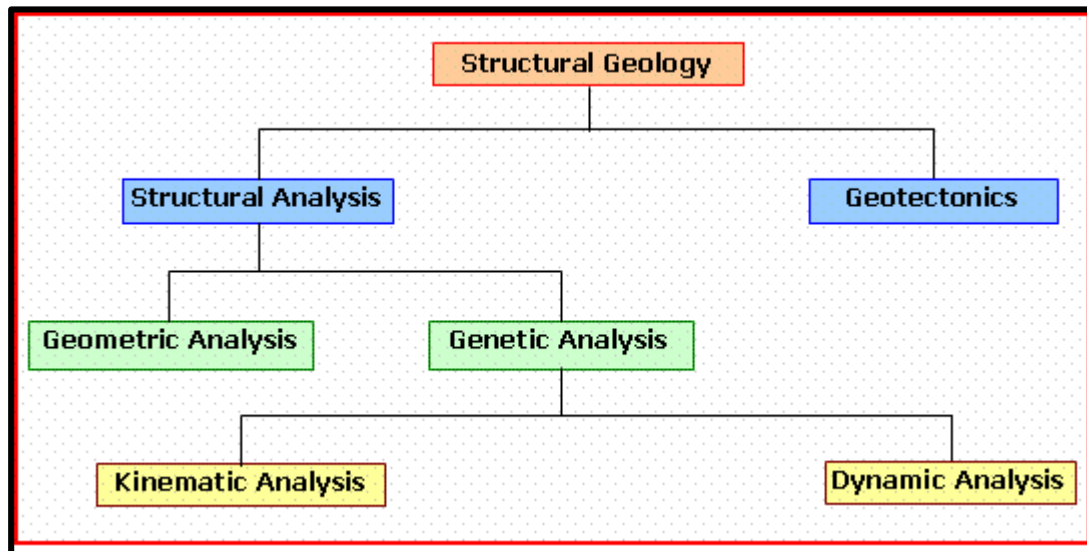 Structural Geology
Structural Analysis
Geotectonics
Geometric Analysis
Genetic Analysis
Kinematic Analysis
Dynamic Analysis